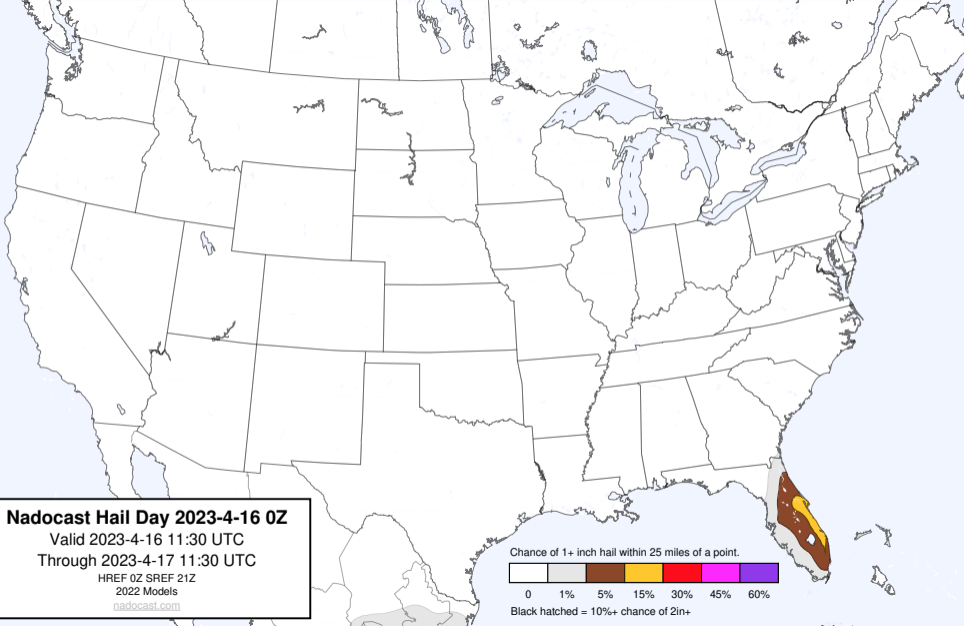 Nadocast Hail Day 2023-4-16 0Z
Valid 2023-4-16 11:30 UTC
Through 2023-4-17 11:30 UTC
HREF 0Z SREF 21Z
2022 Models
nadocast.com
Chance of 1+ inch hail within 25 miles of a point.
0 1% 5% 15% 30% 45% 60%
Black hatched = 10%+ chance of 2in+